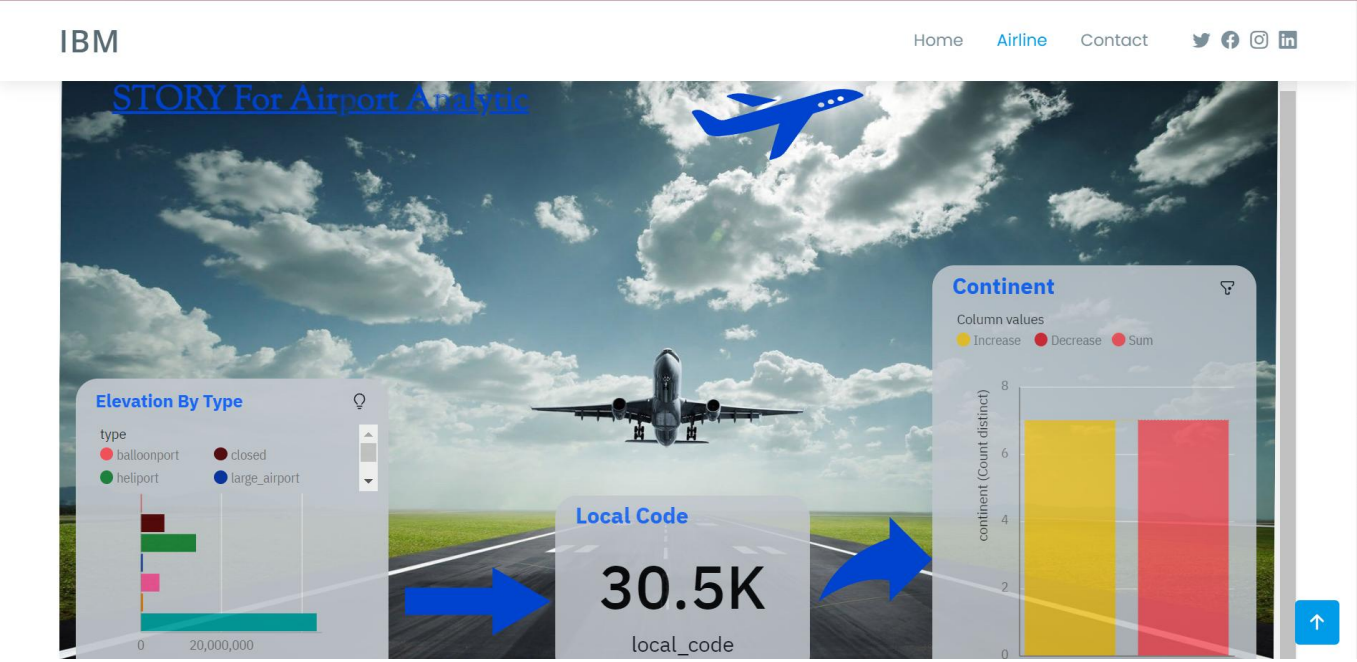 IBM
Home Airline Contact
STORY For Airport Analytic
Continent
Column values
Increase Decrease Sum
continent (Count distinct)
8
6
4
2
0
Elevation By Type
type
balloonport closed
heliport large_airport
0 20,000,000
Local Code
30.5K
local_code